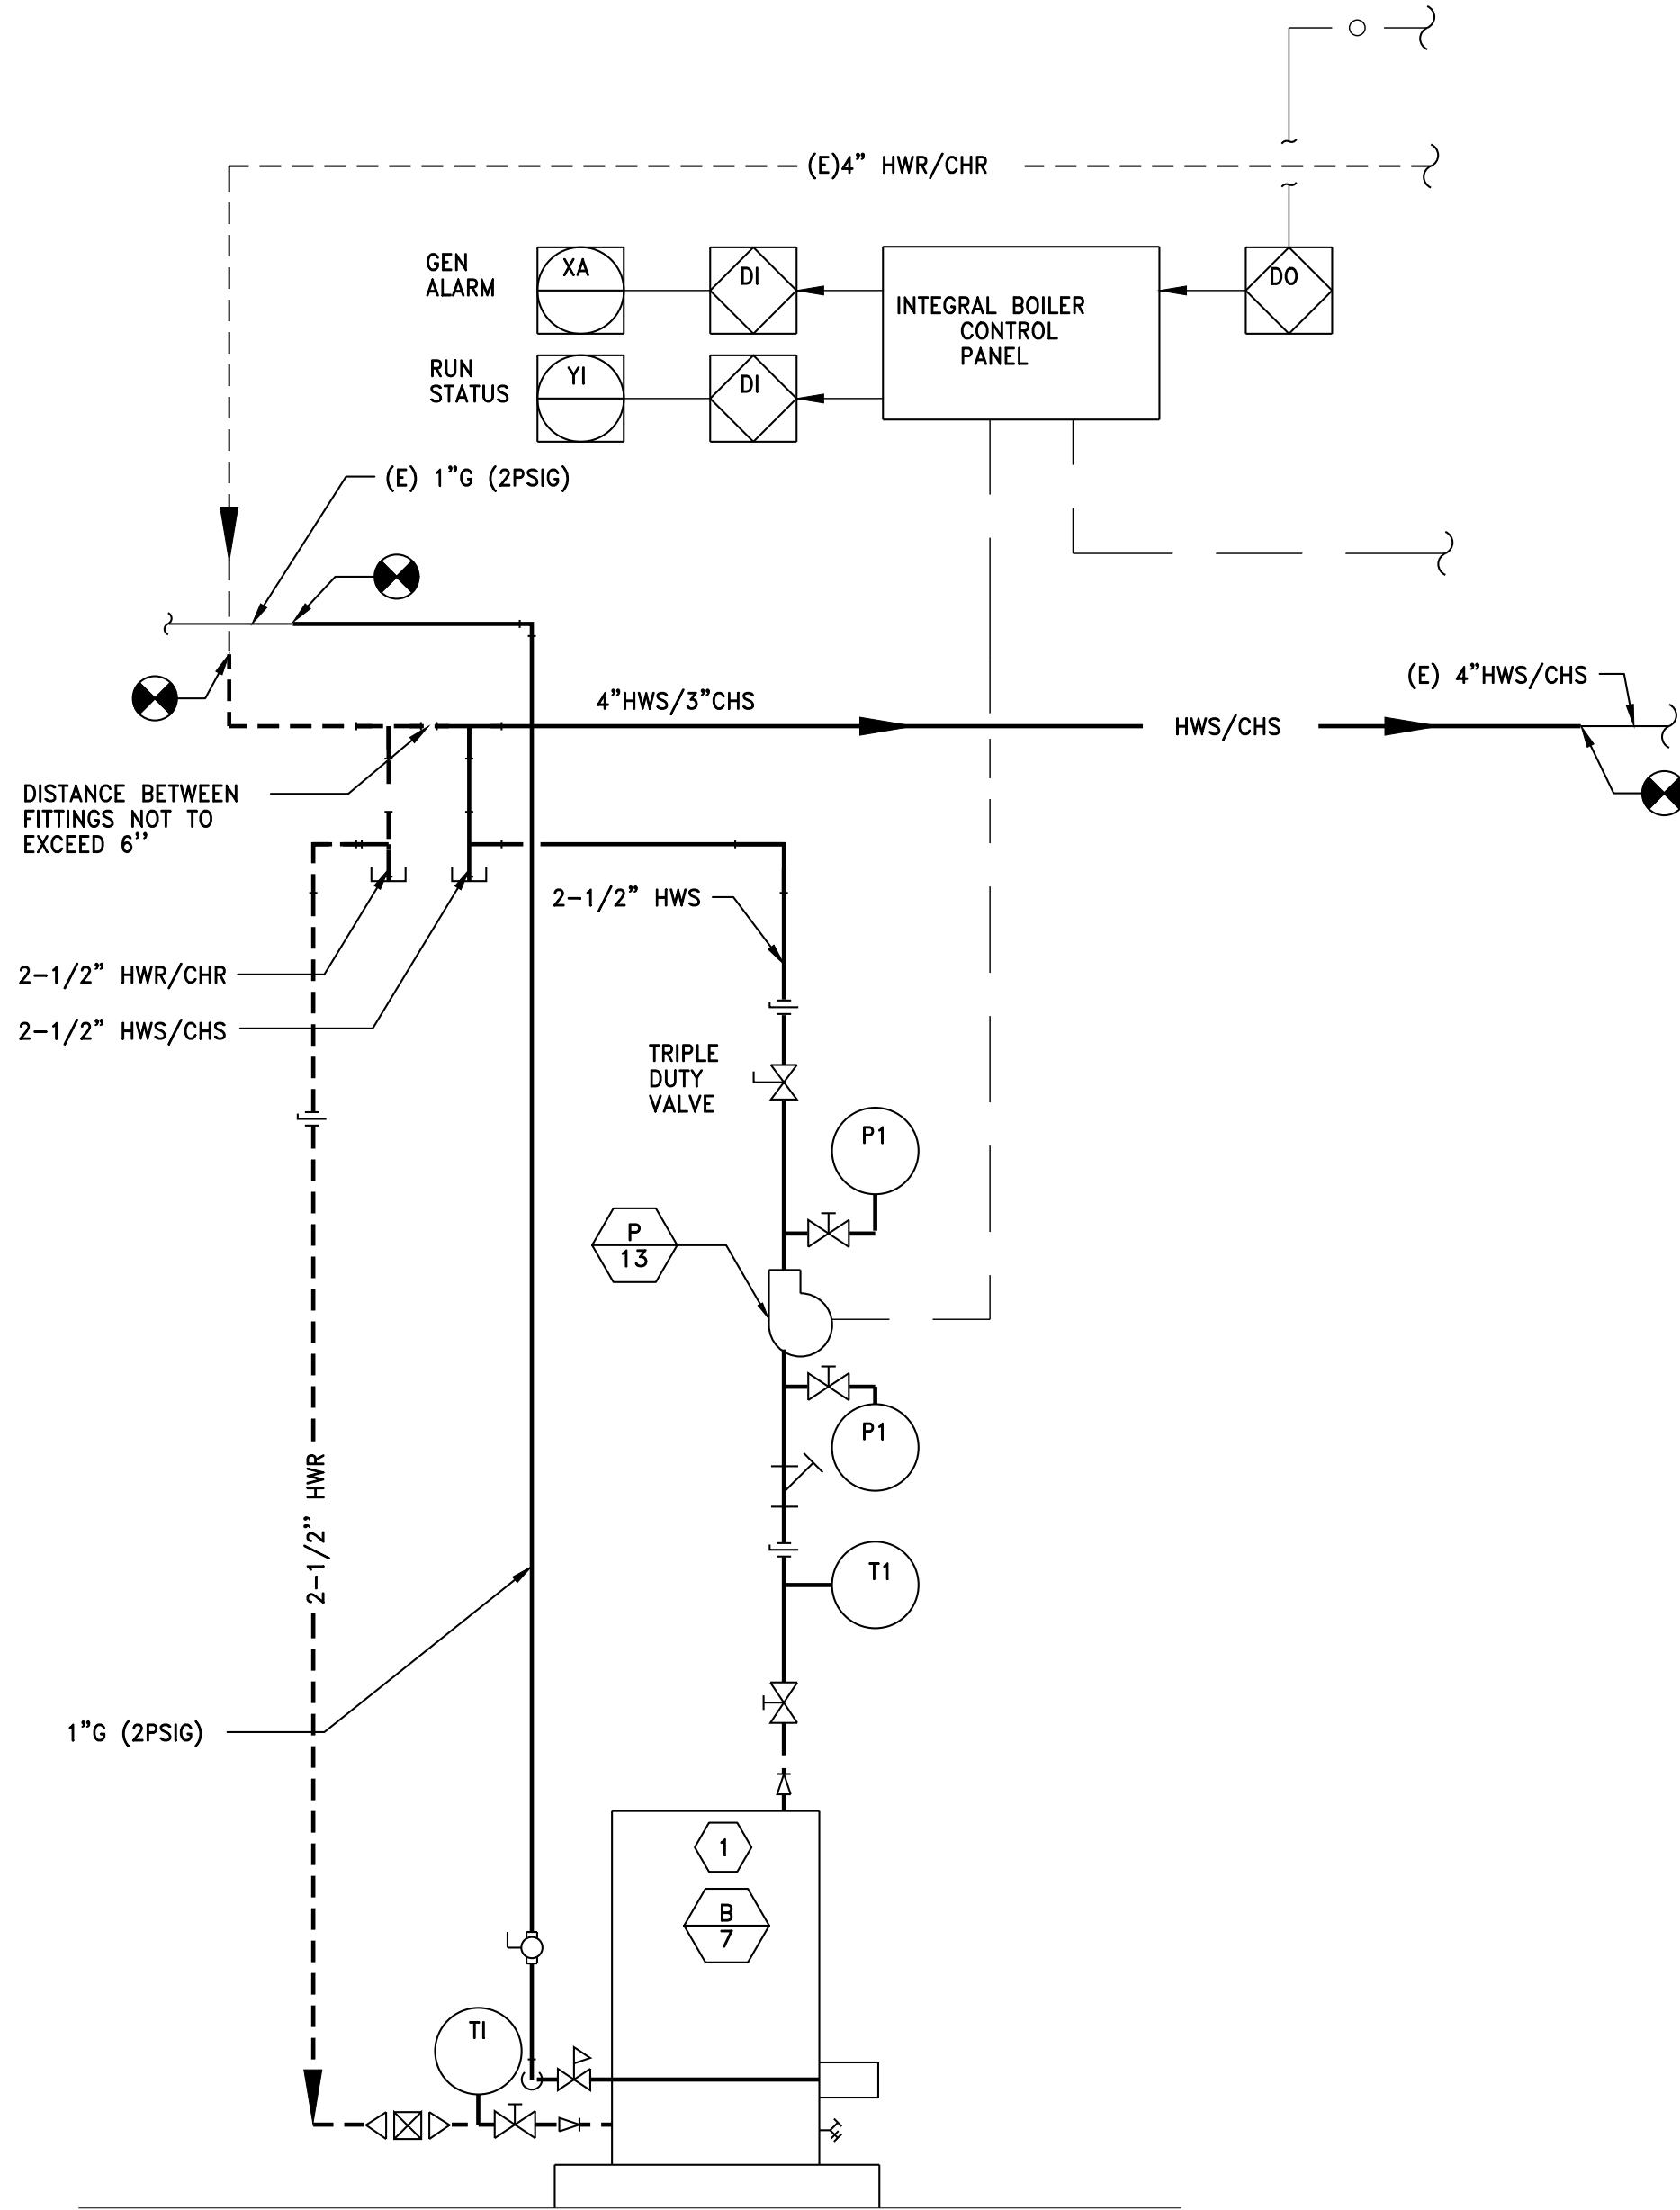 (E)4” HWR/CHR
GEN
ALARM
XA
DI
INTEGRAL BOILER
CONTROL
PANEL
DO
RUN
STATUS
YI
DI
(E) 1”G (2PSIG)
(E) 4”HWS/CHS
4”HWS/3”CHS
HWS/CHS
DISTANCE BETWEEN
FITTINGS NOT TO
EXCEED 6’’
2-1/2” HWS
2-1/2” HWR/CHR
2-1/2” HWS/CHS
TRIPLE
DUTY
VALVE
P1
P
13
P1
2-1/2” HWR
T1
1”G (2PSIG)
1
B
7
TI